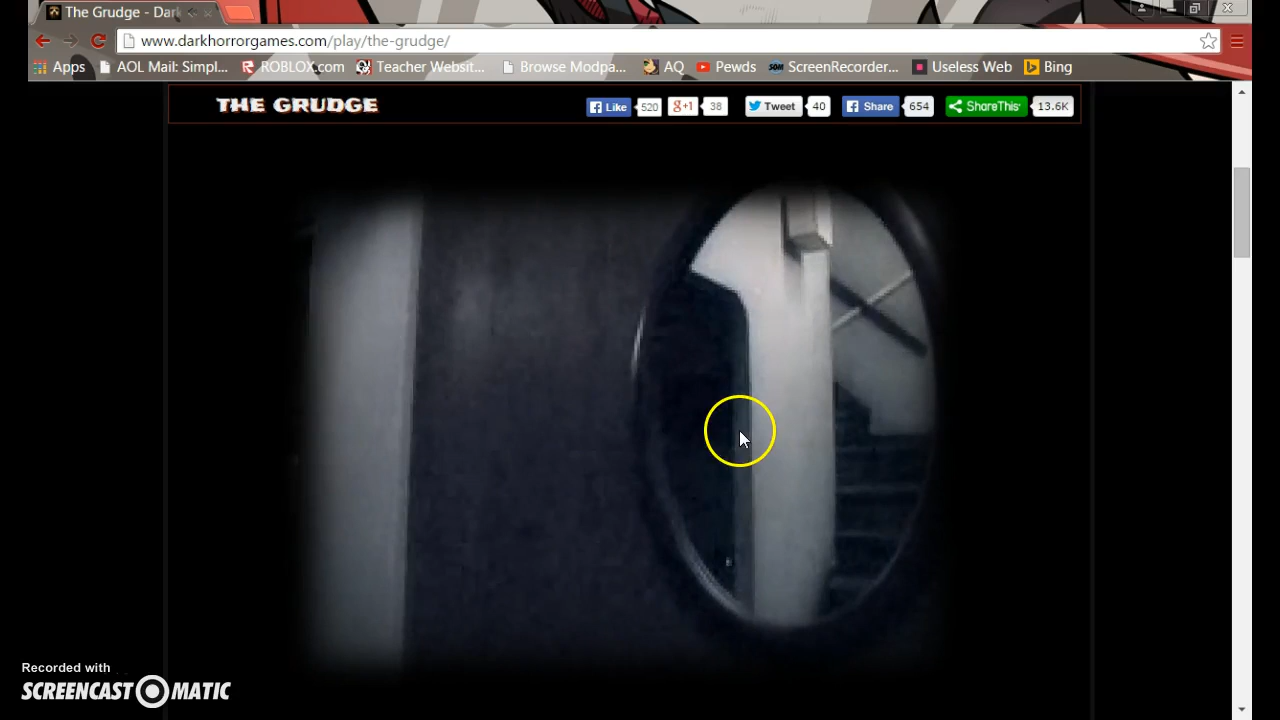 The Grudge - Dark
www.darkhorrorgames.com/play/the-grudge/
Apps AOL Mail: Simpl... ROBLOX.com Teacher Websit... Browse Modpa... AQ Pewds ScreenRecorder... Useless Web Bing
THE GRUDGE Like 520 +1 38 Tweet 40 Share 654 ShareThis 13.6K
Recorded with
SCREENCAST MATIC